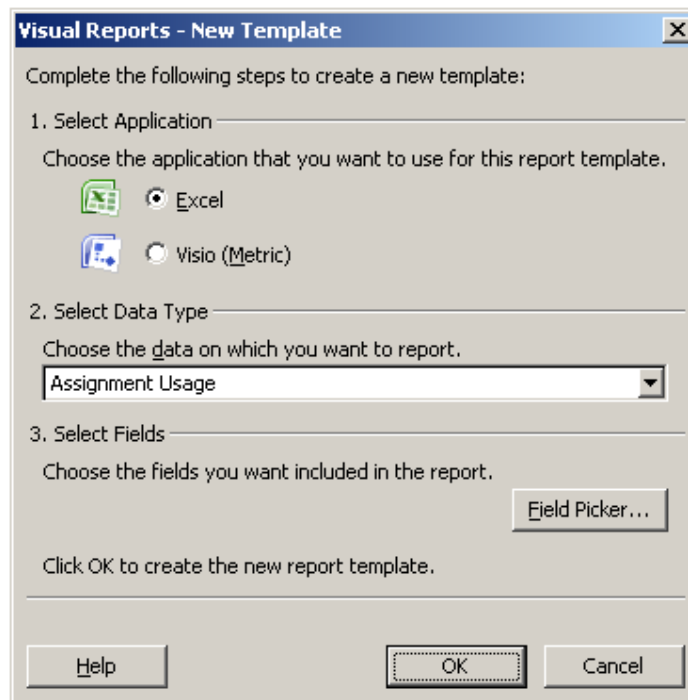 Visual Reports - New Template
Complete the following steps to create a new template:
1. Select Application
Choose the application that you want to use for this report template.
Excel
Visio (Metric)
2. Select Data Type
Choose the data on which you want to report.
Assignment Usage
3. Select Fields
Choose the fields you want included in the report.
Field Picker...
Click OK to create the new report template.
Help OK Cancel